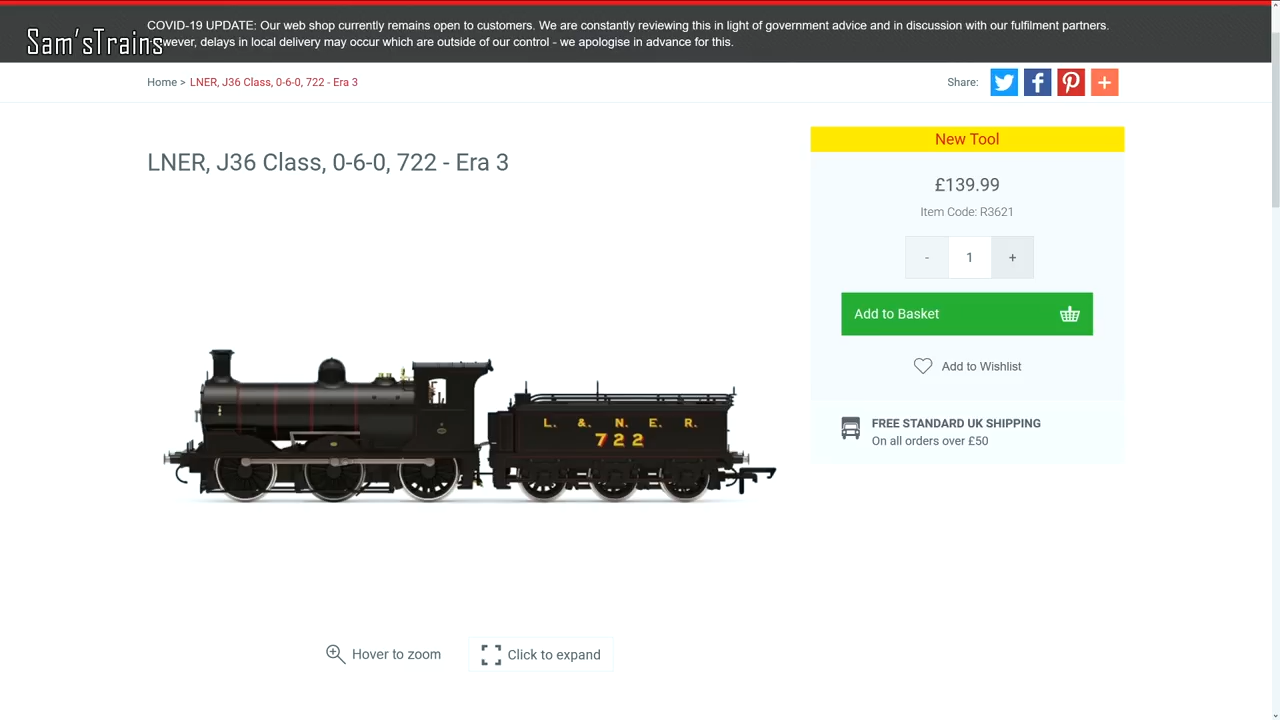 COVID-19 UPDATE: Our web shop currently remains open to customers. We are constantly reviewing this in light of government advice and in discussion with our fulfilment partners.
Sam'sTrains
wever, delays in local delivery may occur which are outside of our control - we apologise in advance for this.
Home > LNER, J36 Class, 0-6-0, 722 - Era 3
Share:
New Tool
LNER, J36 Class, 0-6-0, 722 - Era 3
£139.99
Item Code: R3621
- 1 +
Add to Basket
Add to Wishlist
FREE STANDARD UK SHIPPING
On all orders over £50
L. & N. E. R.
722
Hover to zoom
Click to expand